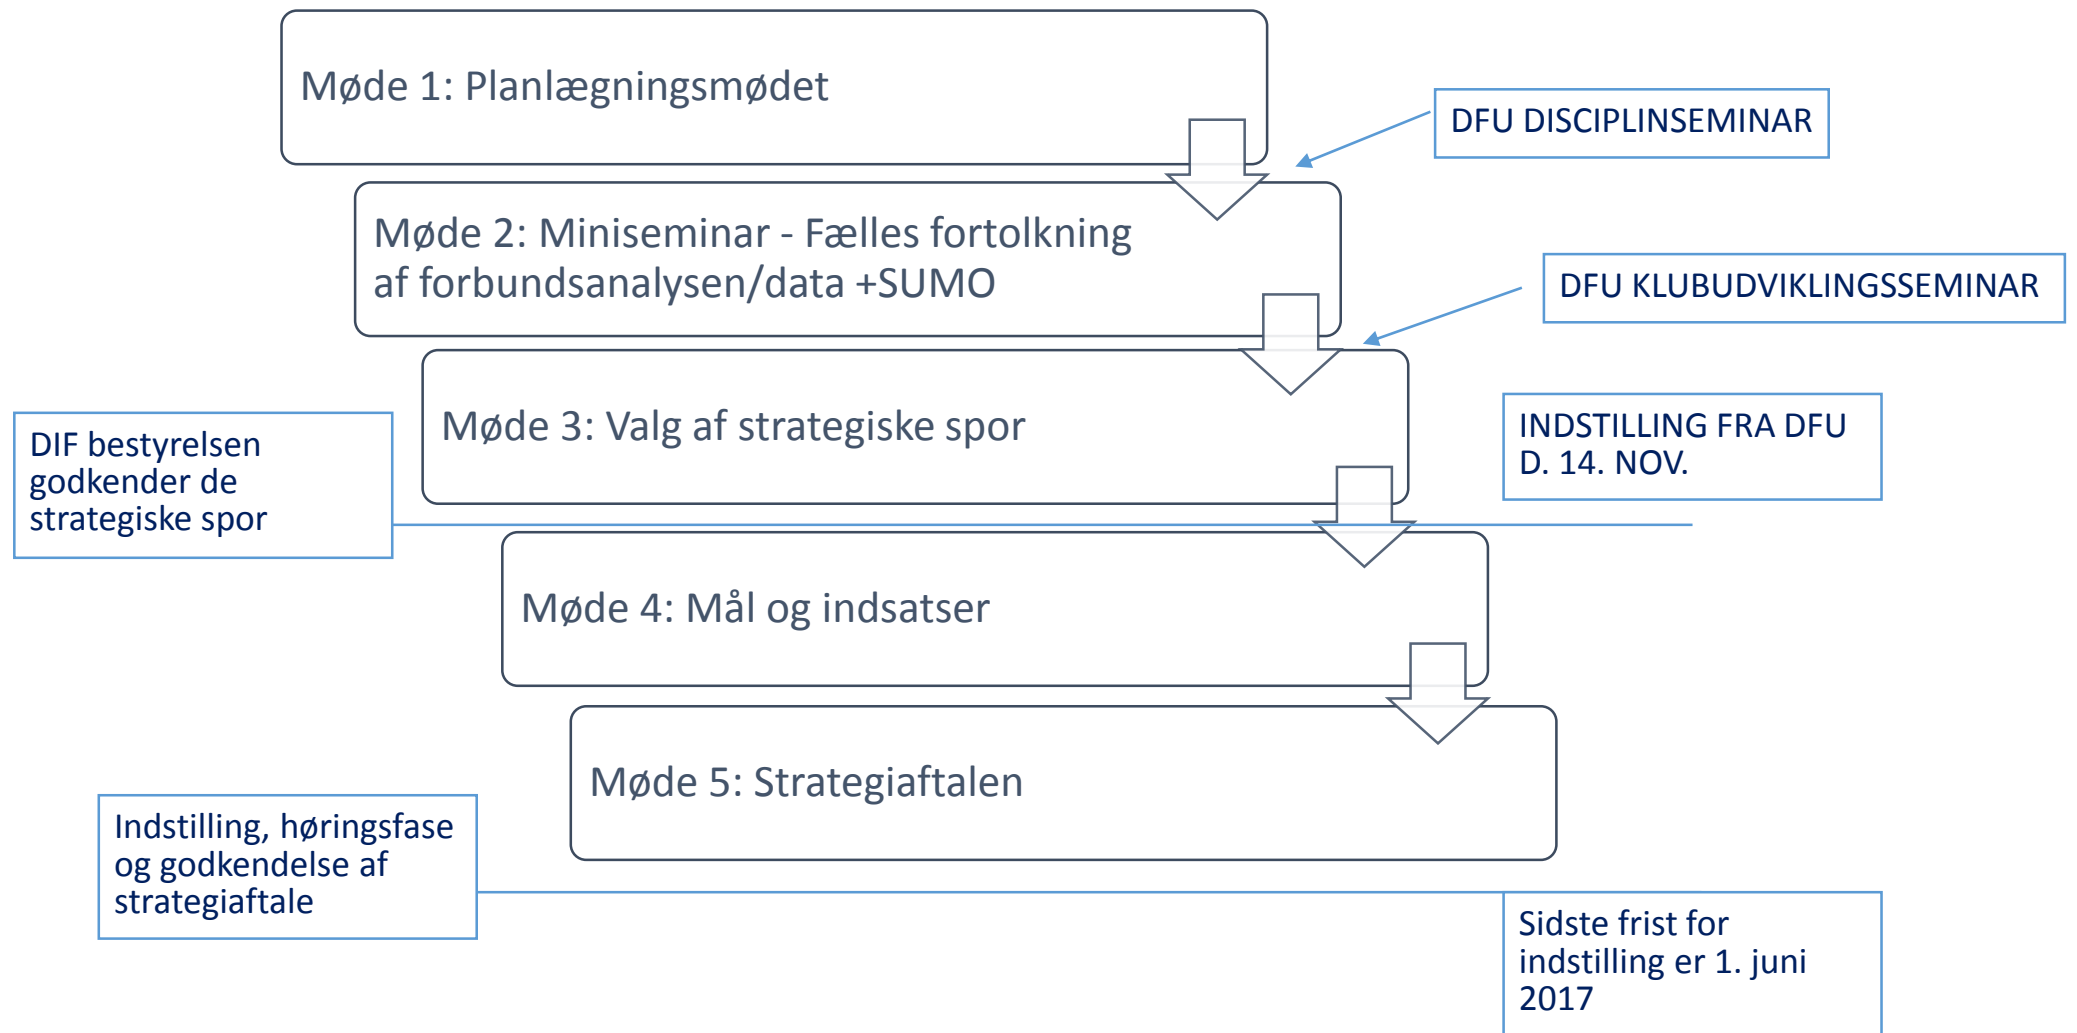 Møde 1: Planlægningsmødet
DFU DISCIPLINSEMINAR
Møde 2: Miniseminar - Fælles fortolkning
af forbundsanalysen/data +SUMO
DFU KLUBUDVIKLINGSSEMINAR
Møde 3: Valg af strategiske spor
INDSTILLING FRA DFU
D. 14. NOV.
DIF bestyrelsen
godkender de
strategiske spor
Møde 4: Mål og indsatser
Møde 5: Strategiaftalen
Indstilling, høringsfase
og godkendelse af
strategiaftale
Sidste frist for
indstilling er 1. juni
2017